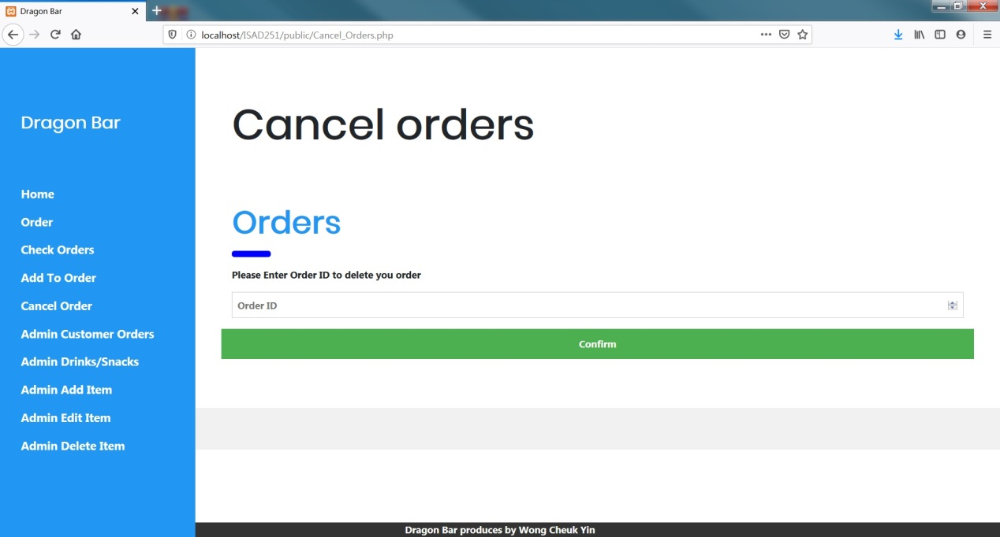 Dragon Bar
localhost/ISAD251/public/Cancel_Orders.php
Dragon Bar
Home
Order
Check Orders
Add To Order
Cancel Order
Admin Customer Orders
Admin Drinks/Snacks
Admin Add Item
Admin Edit Item
Admin Delete Item
Cancel orders
Orders
Please Enter Order ID to delete you order
Order ID
Confirm
Dragon Bar produces by Wong Cheuk Yin